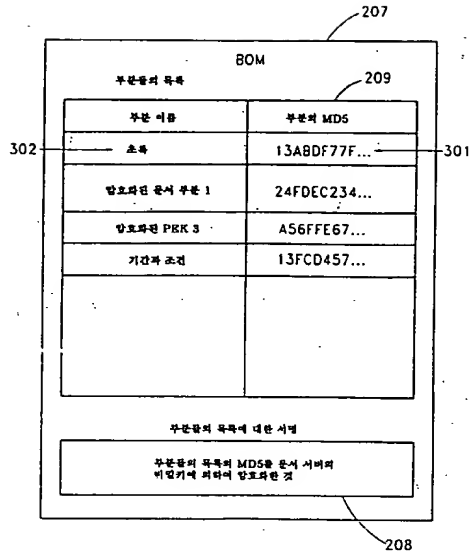 207
BOM
부분들의 목록
209
부분 이름
부분의 MD5
302
초록
13ABDF77F...
301
암호화된 문서 부분 1
24FDEC234...
암호화된 PEK 3
A56FFE67...
기간과 조건
13FCD457...
부분들의 목록에 대한 서명
부분들의 목록의 MD5를 문서 서버의
비밀키에 의하여 암호화한 것
208